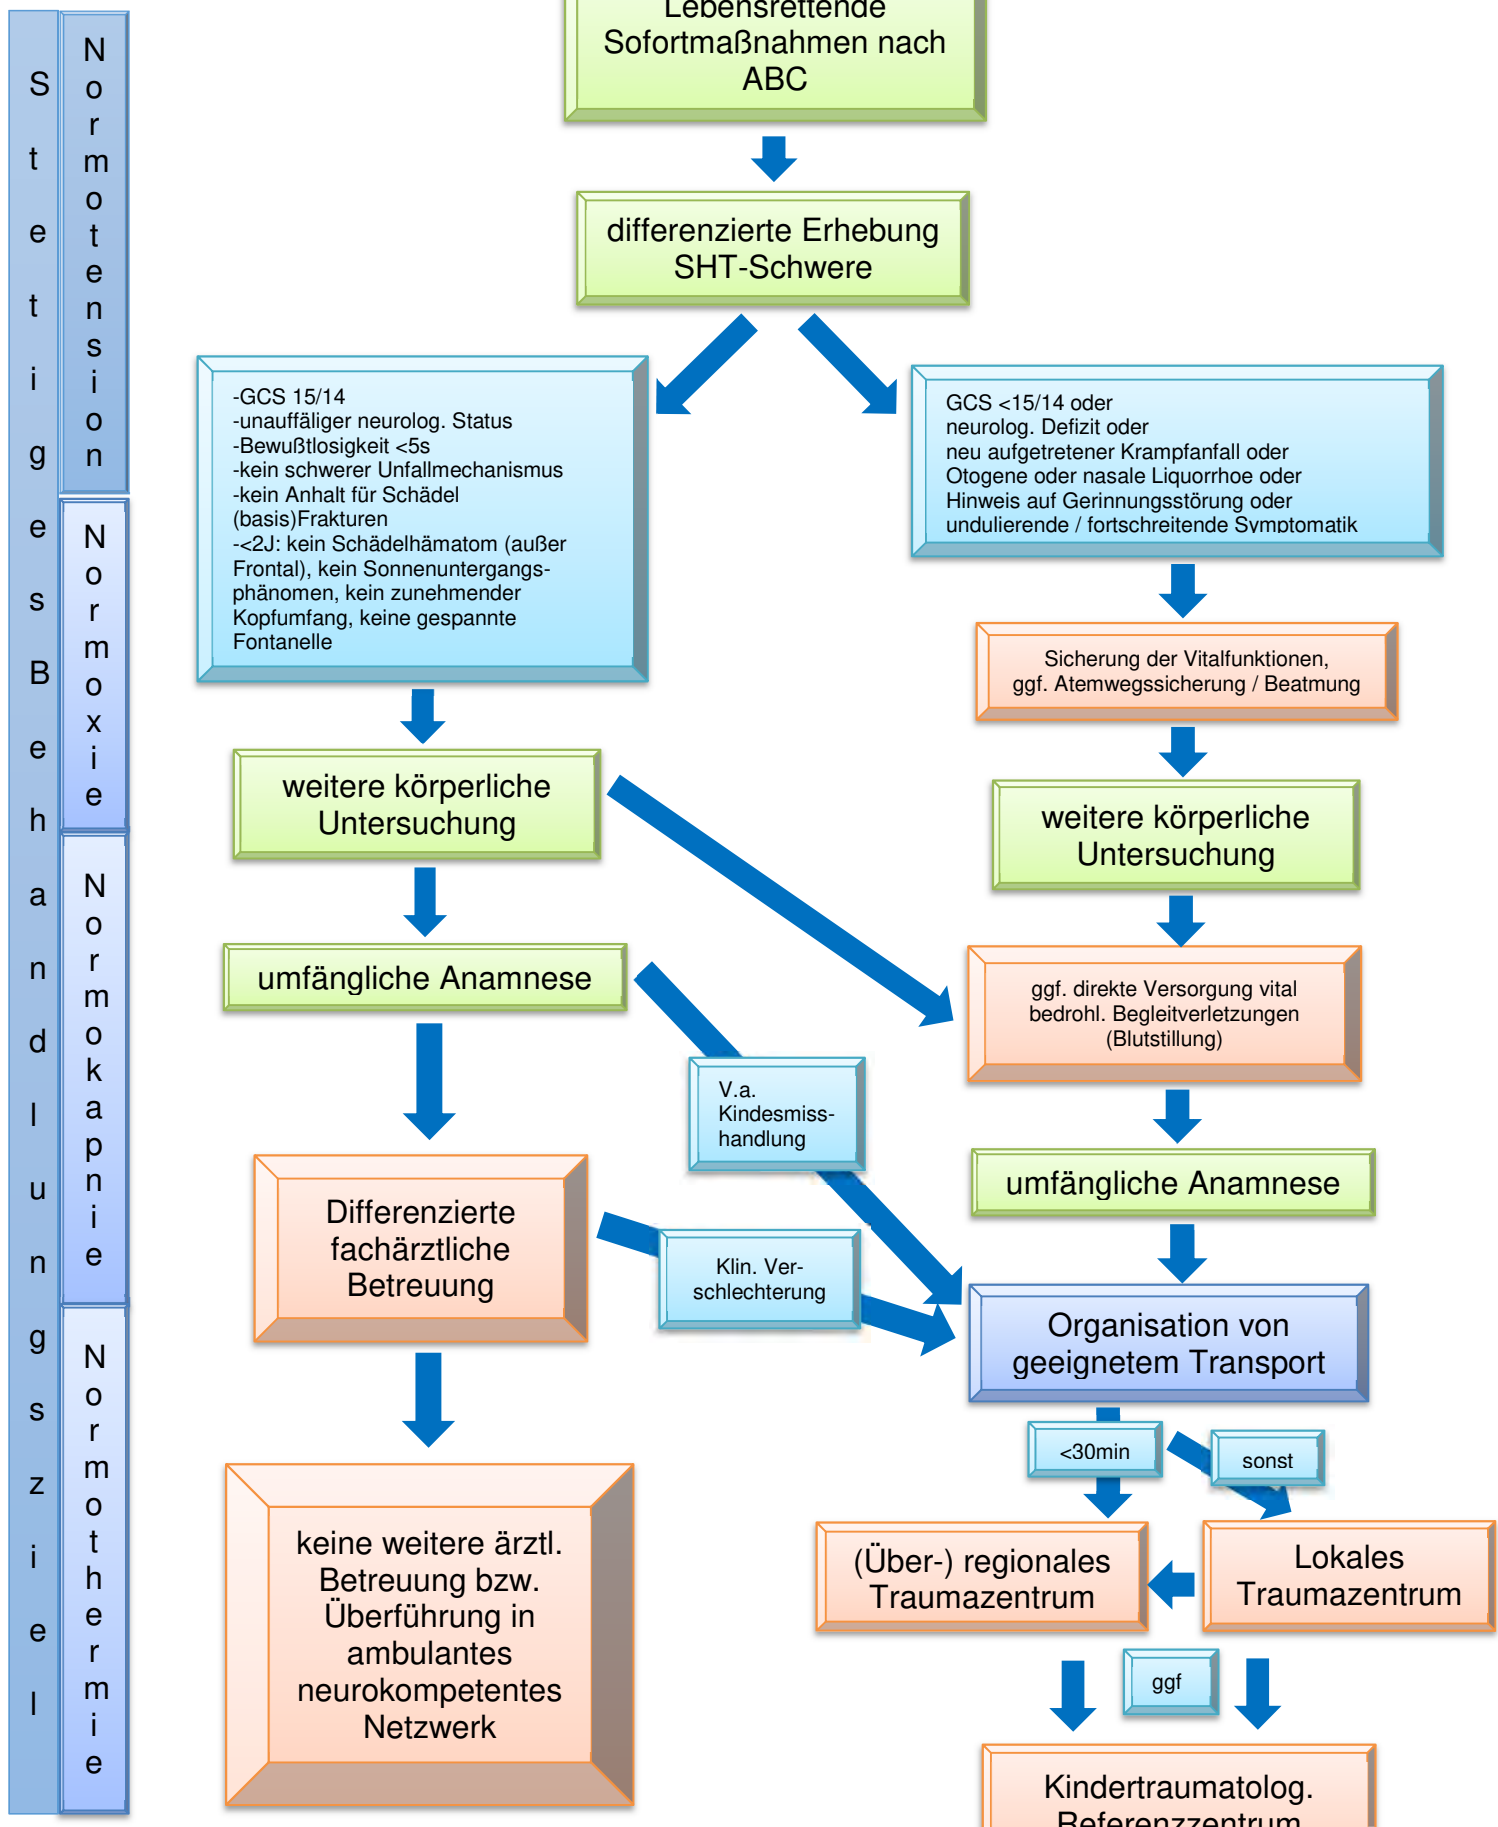 Stetiges Behandlungsziel
Normotension
Normoxie
Normokapnie
Normothermie
Lebensrettende
Sofortmaßnahmen nach
ABC
differenzierte Erhebung
SHT-Schwere
-GCS 15/14
-unauffäliger neurolog. Status
-Bewußtlosigkeit <5s
-kein schwerer Unfallmechanismus
-kein Anhalt für Schädel
(basis)Frakturen
-<2J: kein Schädelhämatom (außer
Frontal), kein Sonnenuntergangs-
phänomen, kein zunehmender
Kopfumfang, keine gespannte
Fontanelle
GCS <15/14 oder
neurolog. Defizit oder
neu aufgetretener Krampfanfall oder
Otogene oder nasale Liquorrhoe oder
Hinweis auf Gerinnungsstörung oder
undulierende / fortschreitende Symptomatik
Sicherung der Vitalfunktionen,
ggf. Atemwegssicherung / Beatmung
weitere körperliche
Untersuchung
weitere körperliche
Untersuchung
umfängliche Anamnese
ggf. direkte Versorgung vital
bedrohl. Begleitverletzungen
(Blutstillung)
V.a.
Kindesmiss-
handlung
umfängliche Anamnese
Differenzierte
fachärztliche
Betreuung
Klin. Ver-
schlechterung
Organisation von
geeignetem Transport
<30min
sonst
keine weitere ärztl.
Betreuung bzw.
Überführung in
ambulantes
neurokompetentes
Netzwerk
(Über-) regionales
Traumazentrum
Lokales
Traumazentrum
ggf
Kindertraumatolog.
Referenzzentrum